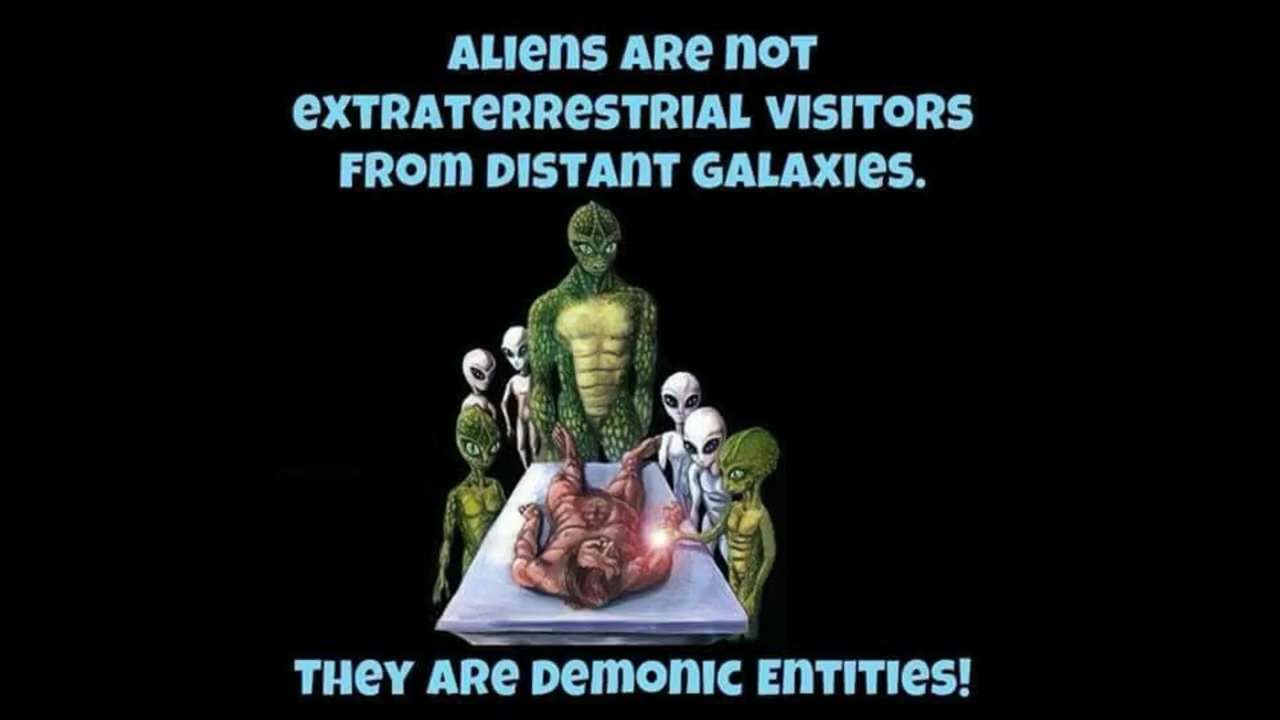 ALIENS ARE NOT
EXTRATERRESTRIAL VISITORS
FROM DISTANT GALAXIES.
THEY ARE DEMONIC ENTITIES!